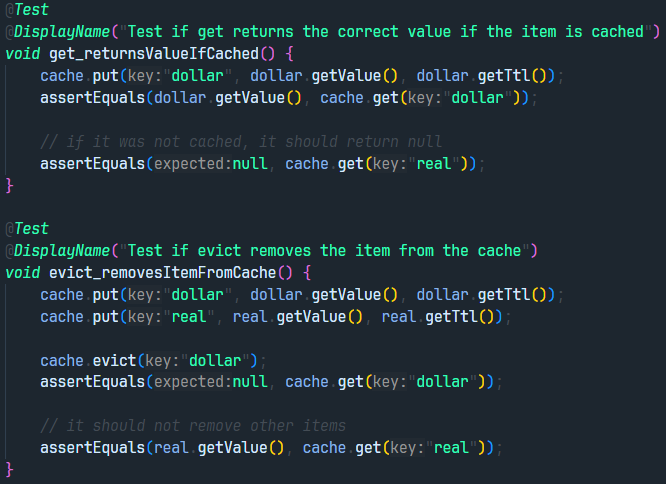 @Test
@DisplayName("Test if get returns the correct value if the item is cached")
void get_returnsValueIfCached() {
    cache.put(key:"dollar", dollar.getValue(), dollar.getTtl());
    assertEquals(dollar.getValue(), cache.get(key:"dollar"));

    // if it was not cached, it should return null
    assertEquals(expected:null, cache.get(key:"real"));
}

@Test
@DisplayName("Test if evict removes the item from the cache")
void evict_removesItemFromCache() {
    cache.put(key:"dollar", dollar.getValue(), dollar.getTtl());
    cache.put(key:"real", real.getValue(), real.getTtl());

    cache.evict(key:"dollar");
    assertEquals(expected:null, cache.get(key:"dollar"));

    // it should not remove other items
    assertEquals(real.getValue(), cache.get(key:"real"));
}